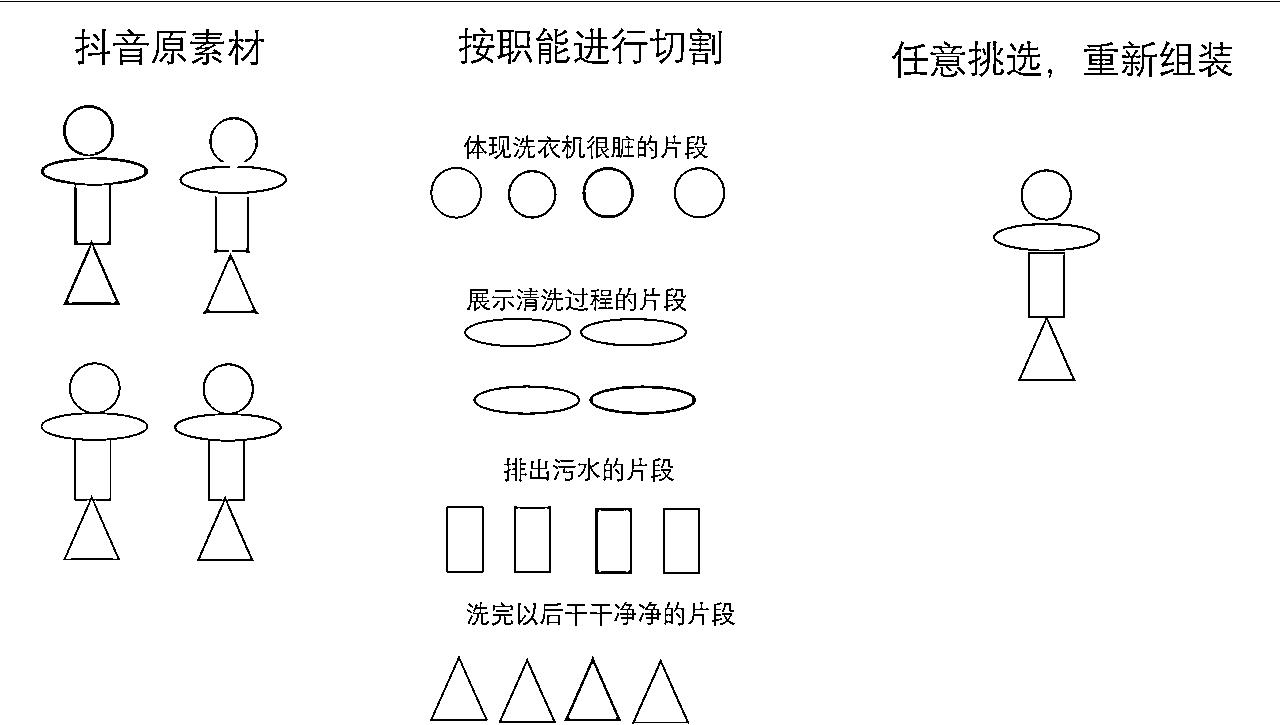 抖音原素材
按职能进行切割
任意挑选，重新组装
体现洗衣机很脏的片段
展示清洗过程的片段
排出污水的片段
洗完以后干干净净的片段